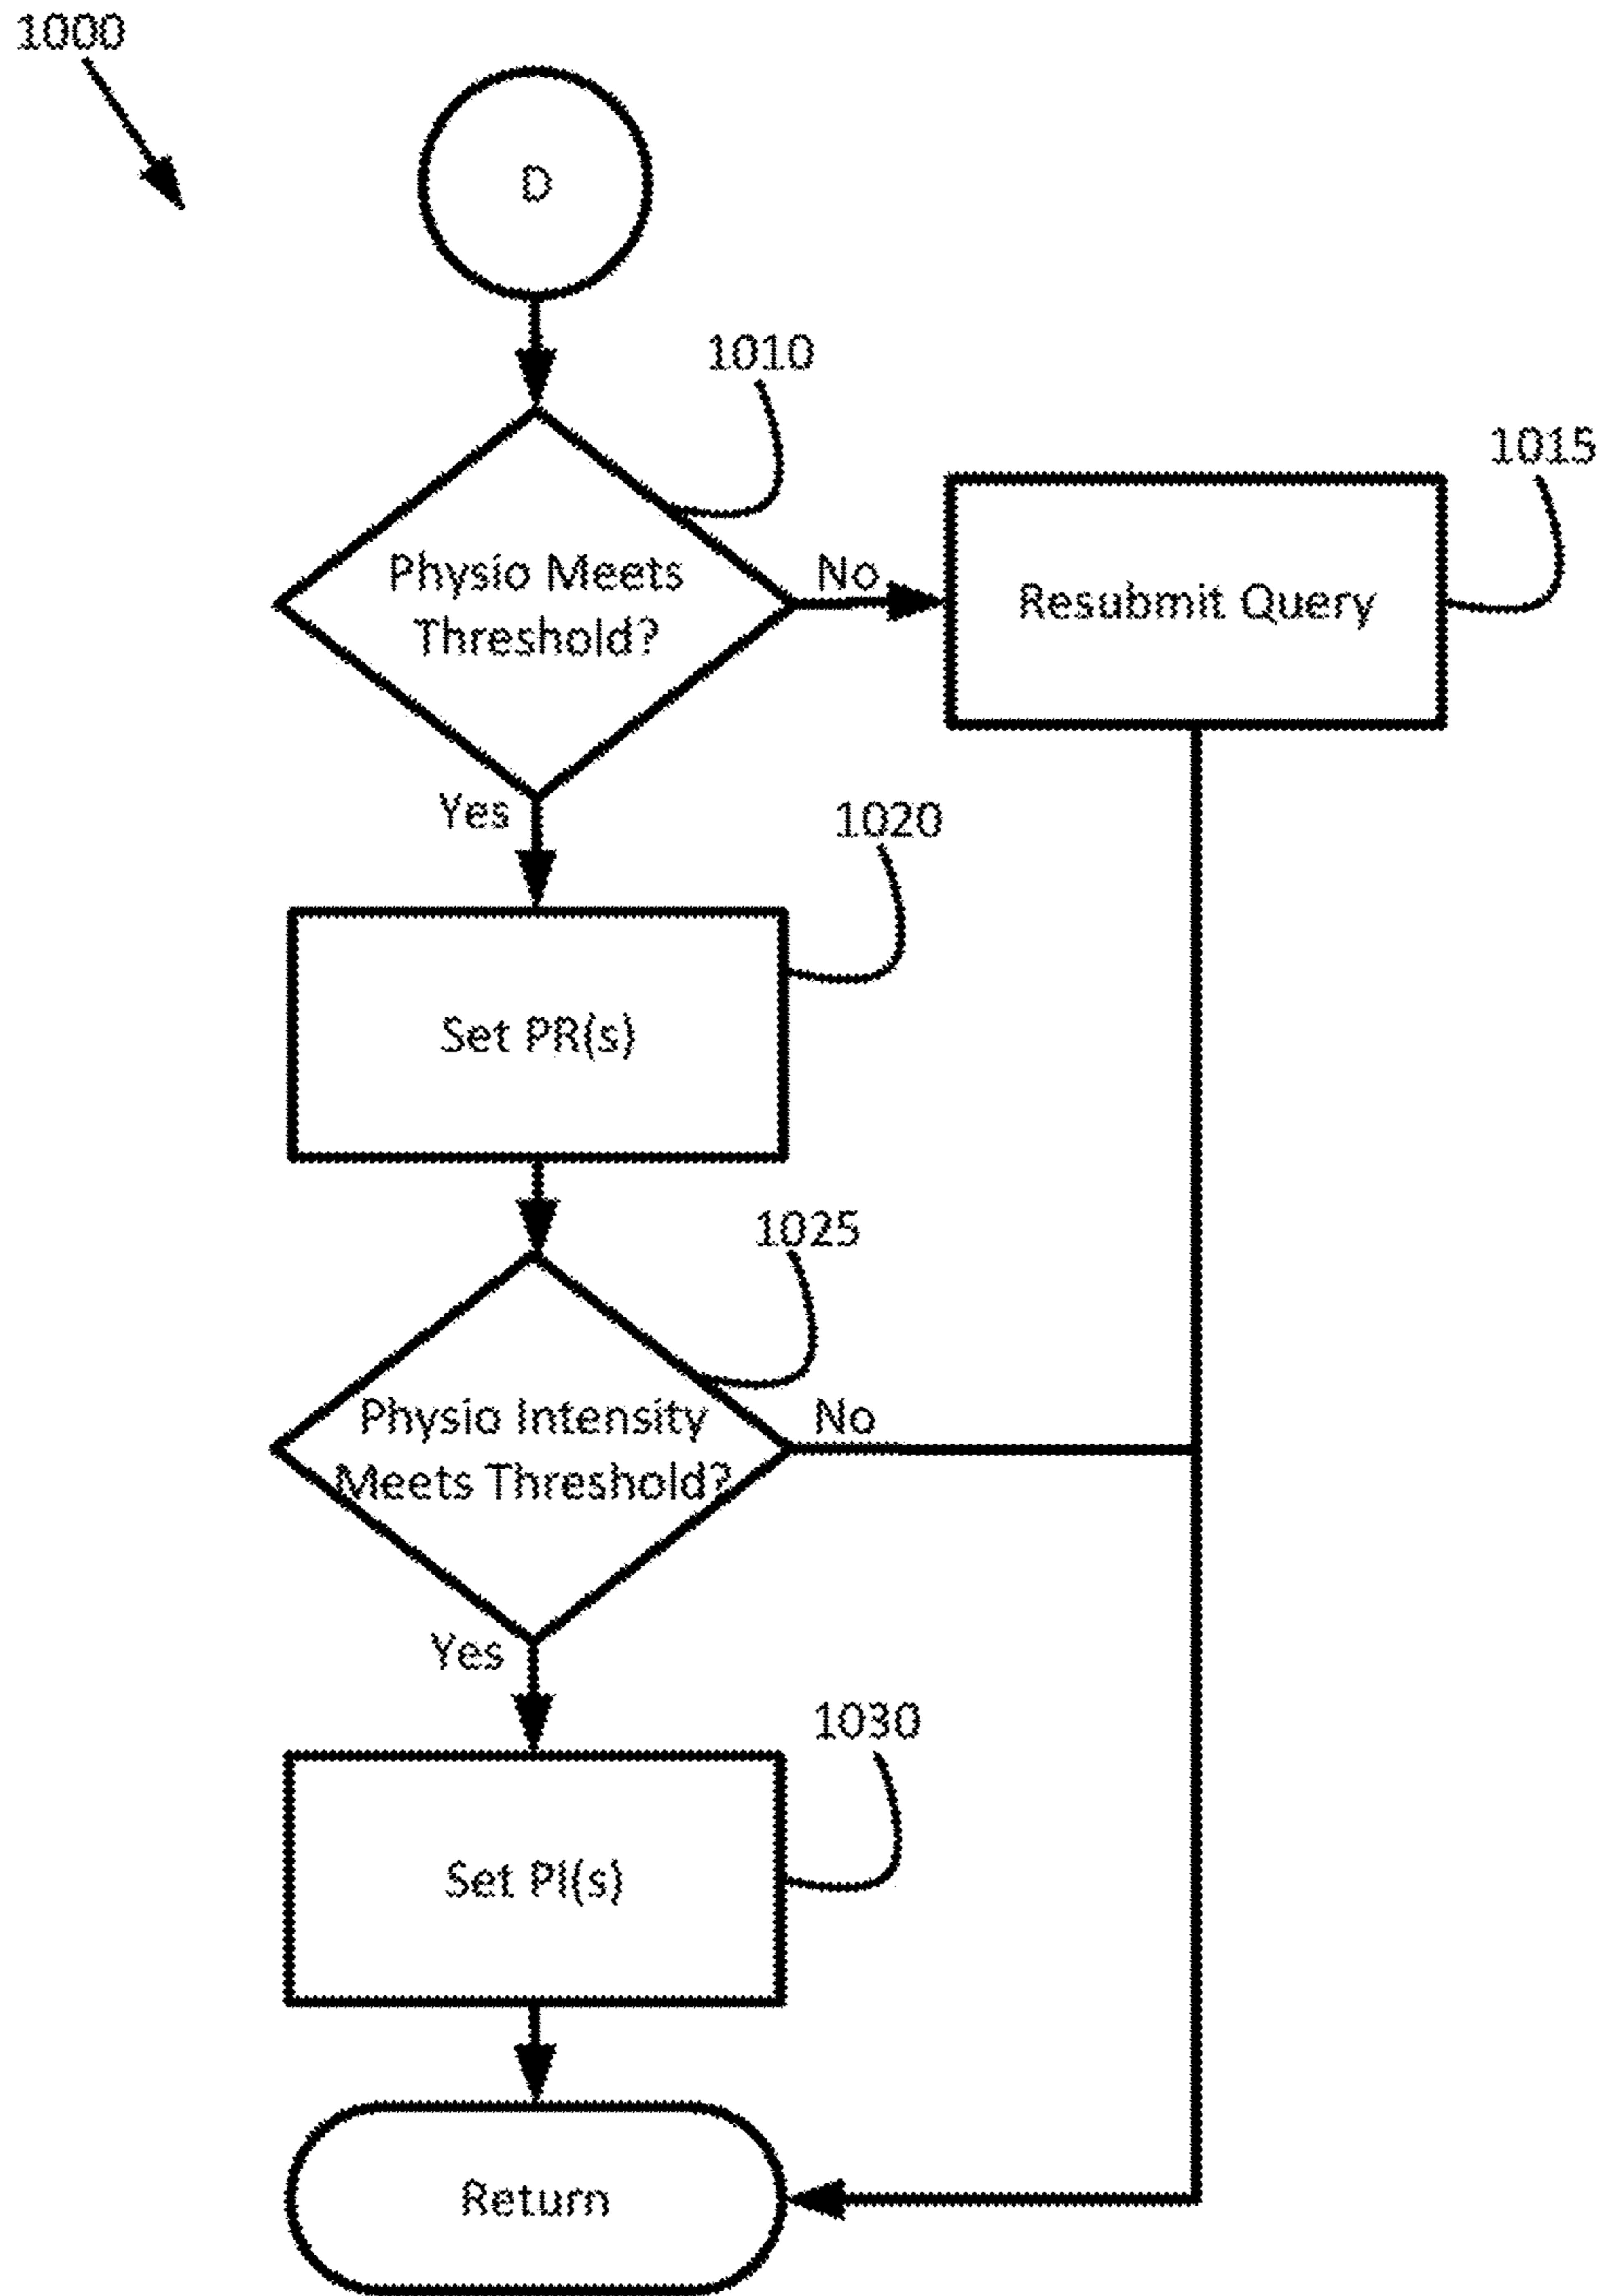 1000
D
1010
1015
Physio Meets
Threshold?
No
Resubmit Query
Yes
1020
Set PR(s)
1025
Physio Intensity
Meets Threshold?
No
Yes
1030
Set PI(s)
Return